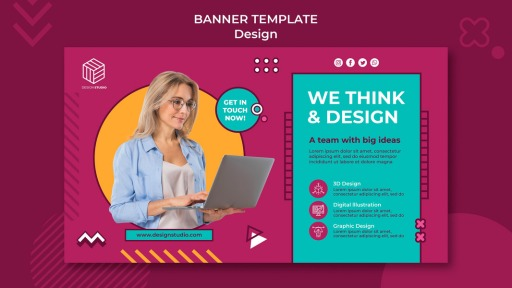 BANNER TEMPLATE
Design
DESIGNSTUDIO
GET IN
TOUCH
NOW!
www.designstudio.com
WE THINK
& DESIGN
A team with big ideas
Lorem ipsum dolor sit amet, consectetur
adipiscing elit, sed do eiusmod tempor
incididunt ut labore dolor sit amet
3D Design
Lorem ipsum dolor sit amet,
consectetur adipiscing elit, sed do
Digital Illustration
Lorem ipsum dolor sit amet,
consectetur adipiscing elit, sed do
Graphic Design
Lorem ipsum dolor sit amet,
consectetur adipiscing elit, sed do